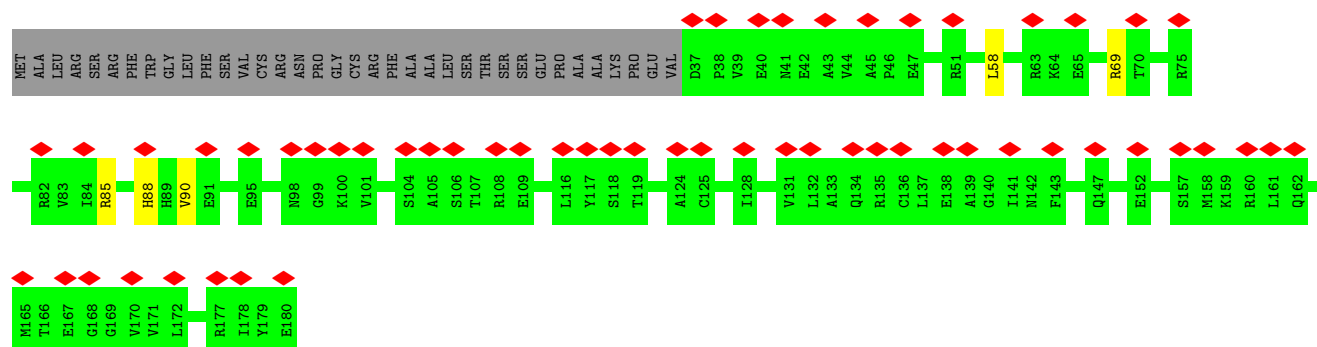 MET ALA LEU ARG SER ARG PHE TRP GLY LEU PHE SER VAL CYS ARG ASN PRO GLY CYS ARG PHE ALA ALA LEU SER THR SER SER GLU PRO ALA ALA LYS PRO GLU VAL D37 P38 V39 E40 N41 E42 A43 V44 A45 P46 E47 R51 L58 R63 K64 E65 R69 T70 R75
R82 V83 I84 R85 H88 H89 V90 E91 E95 N98 G99 K100 V101 S104 A105 S106 T107 R108 E109 L116 Y117 S118 T119 A124 C125 I128 V131 L132 A133 Q134 R135 C136 L137 E138 A139 G140 I141 N142 F143 Q147 E152 S157 M158 K159 R160 L161 Q162
M165 T166 E167 G168 G169 V170 V171 L172 R177 I178 Y179 E180